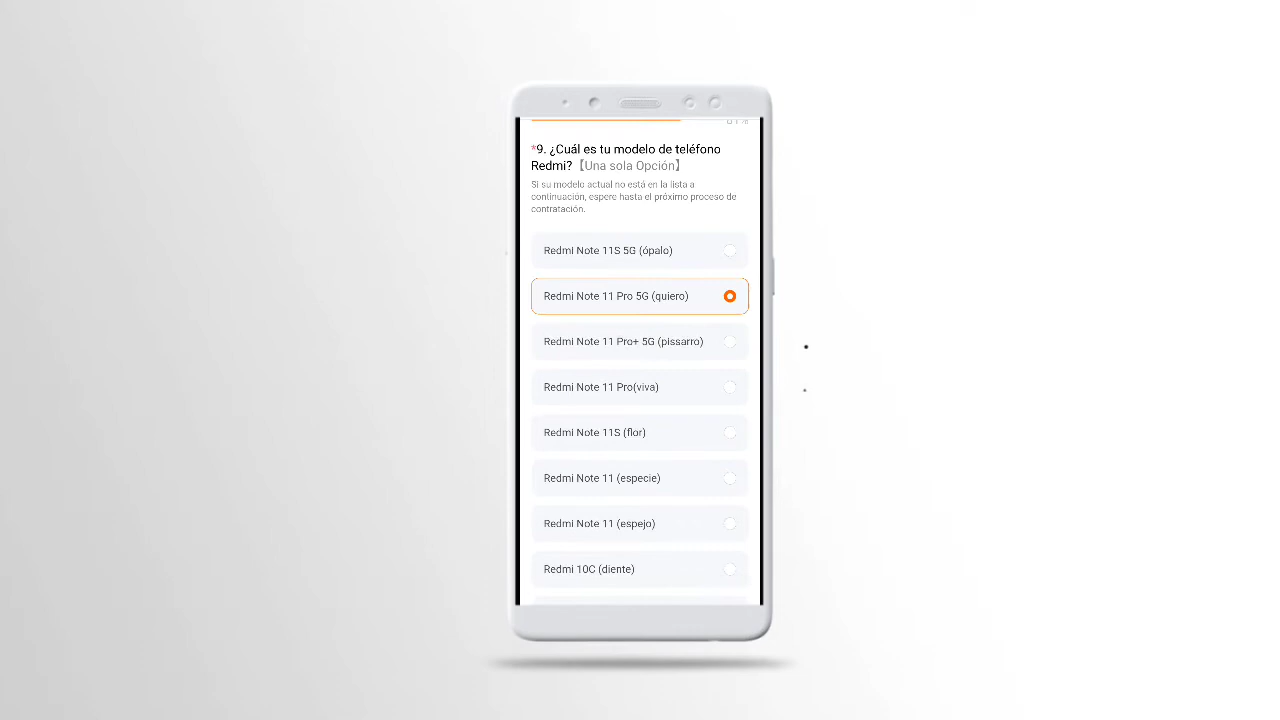 *9. ¿Cuál es tu modelo de teléfono
Redmi?【Una sola Opción】
Si su modelo actual no está en la lista a
continuación, espere hasta el próximo proceso de
contratación.
Redmi Note 11S 5G (ópalo)
Redmi Note 11 Pro 5G (quiero)
Redmi Note 11 Pro+ 5G (pissarro)
Redmi Note 11 Pro(viva)
Redmi Note 11S (flor)
Redmi Note 11 (especie)
Redmi Note 11 (espejo)
Redmi 10C (diente)